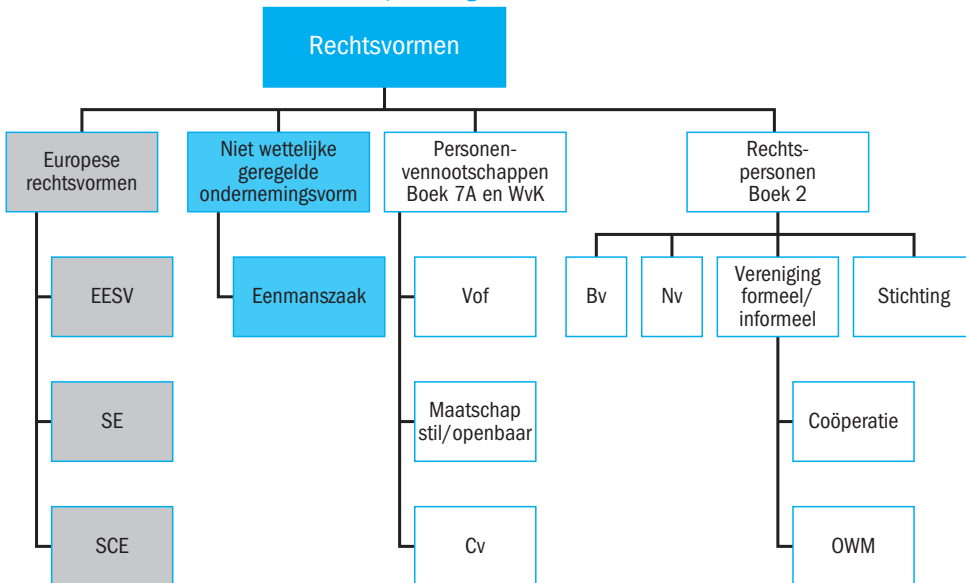 Rechtsvormen
Europese
rechtsvormen
Niet wettelijke
geregelde
ondernemingsvorm
Personen-
vennootschappen
Boek 7A en WvK
Rechts-
personen
Boek 2
EESV
Eenmanszaak
Vof
Bv
Nv
Vereniging
formeel/
informeel
Stichting
SE
Maatschap
stil/openbaar
Coöperatie
SCE
Cv
OWM